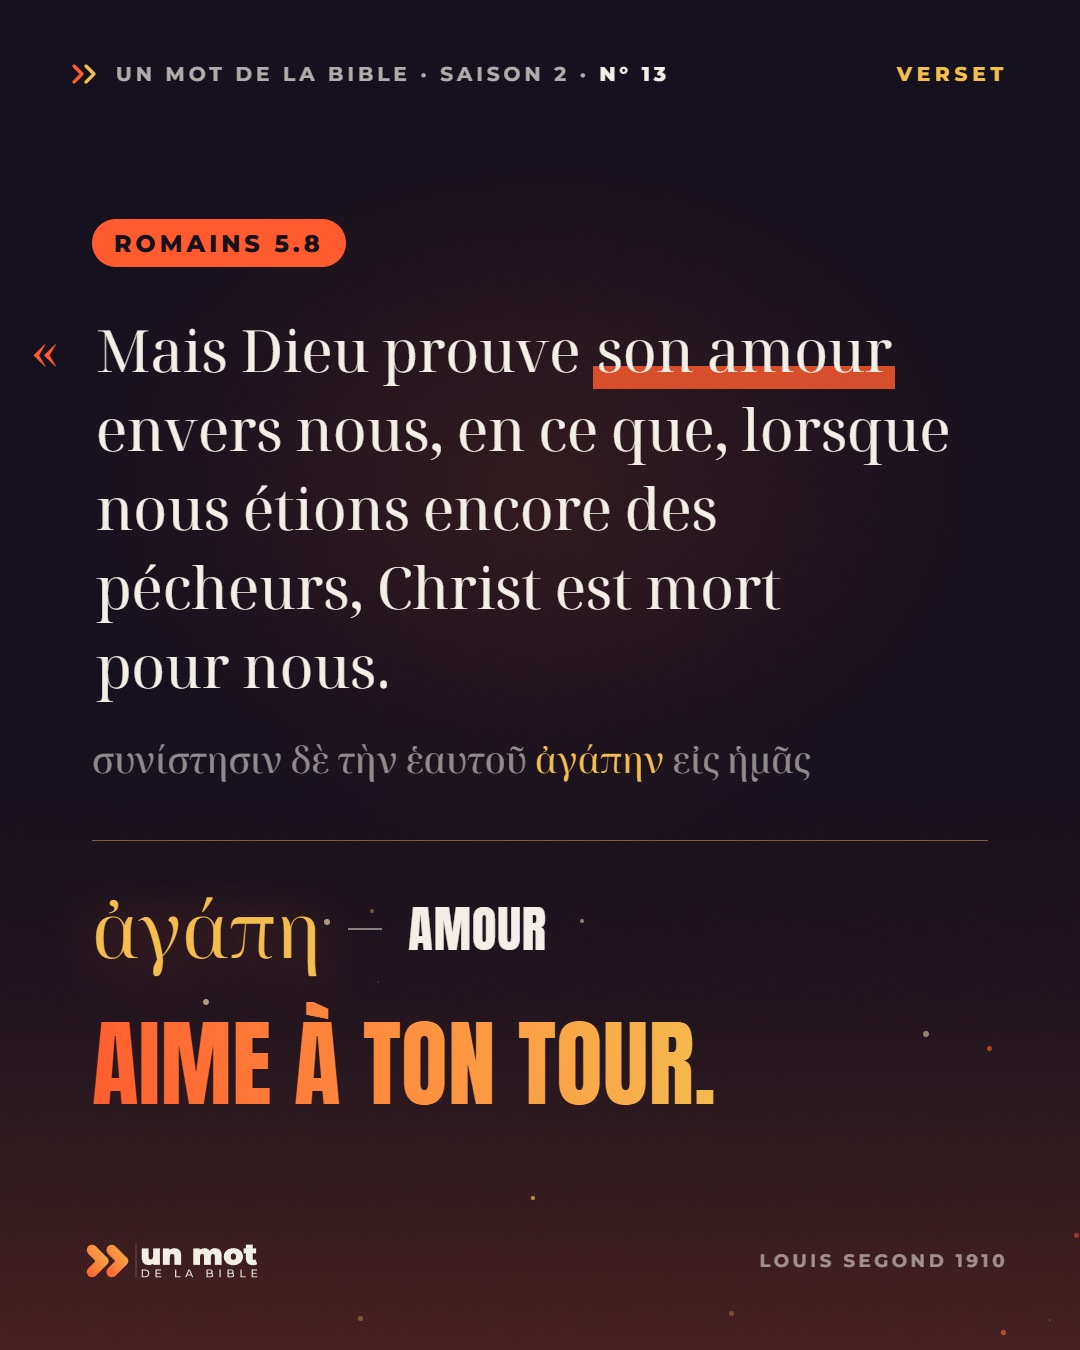 UN MOT DE LA BIBLE · SAISON 2 · N° 13
VERSET
ROMAINS 5.8
« Mais Dieu prouve son amour
envers nous, en ce que, lorsque
nous étions encore des
pécheurs, Christ est mort
pour nous.
συνίστησιν δὲ τὴν ἑαυτοῦ ἀγάπην εἰς ἡμᾶς
ἀγάπη — AMOUR
AIME À TON TOUR.
un mot
DE LA BIBLE
LOUIS SEGOND 1910